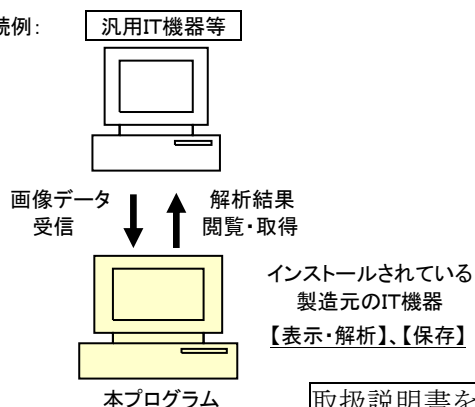 続例：
汎用IT機器等
画像データ
受信
解析結果
閲覧・取得
インストールされている
製造元のIT機器
【表示・解析】、【保存】
本プログラム
取扱説明書を